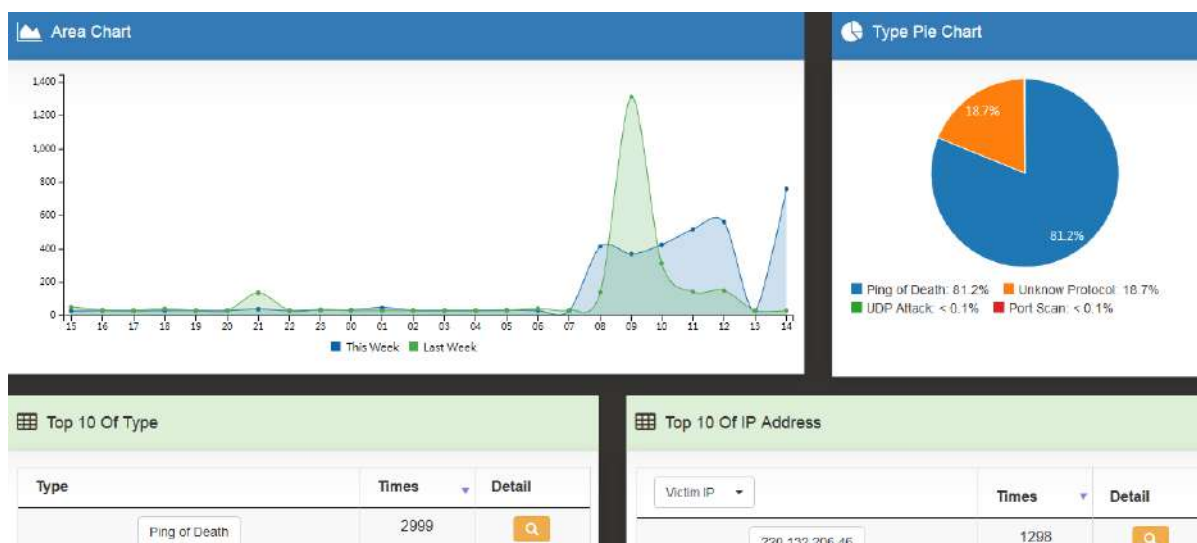 Area Chart
Type Pie Chart
1,400
1,200
1,000
800
600
400
200
0
15 16 17 18 19 20 21 22 23 00 01 02 03 04 05 06 07 08 09 10 11 12 13 14
This Week Last Week
18.7%
81.2%
Ping of Death: 81.2% Unknow Protocol: 18.7%
UDP Attack: < 0.1% Port Scan: < 0.1%
Top 10 Of Type
Type Times Detail
Ping of Death 2999
Top 10 Of IP Address
Victim IP Times Detail
1298